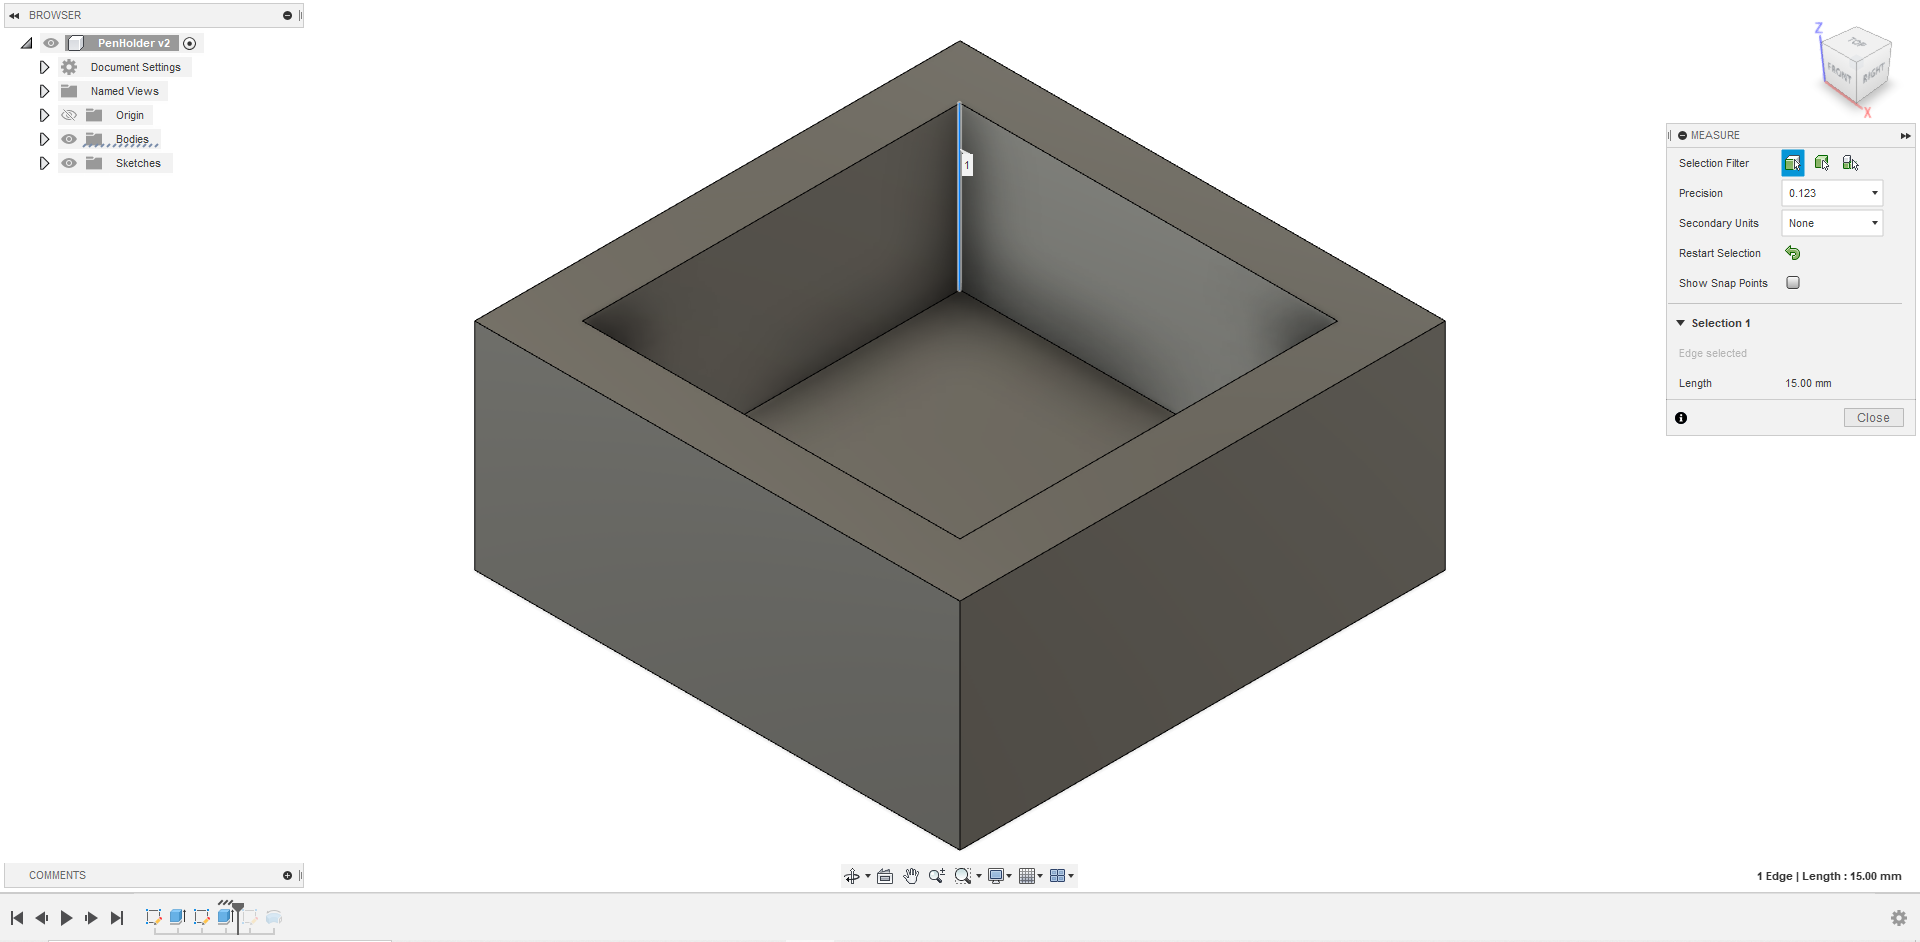 BROWSER
PenHolder v2
Document Settings
Named Views
Origin
Bodies
Sketches
1
Z
TOP
FRONT
RIGHT
X
MEASURE
Selection Filter
Precision 0.123
Secondary Units None
Restart Selection
Show Snap Points
Selection 1
Edge selected
Length 15.00 mm
Close
COMMENTS
1 Edge | Length : 15.00 mm